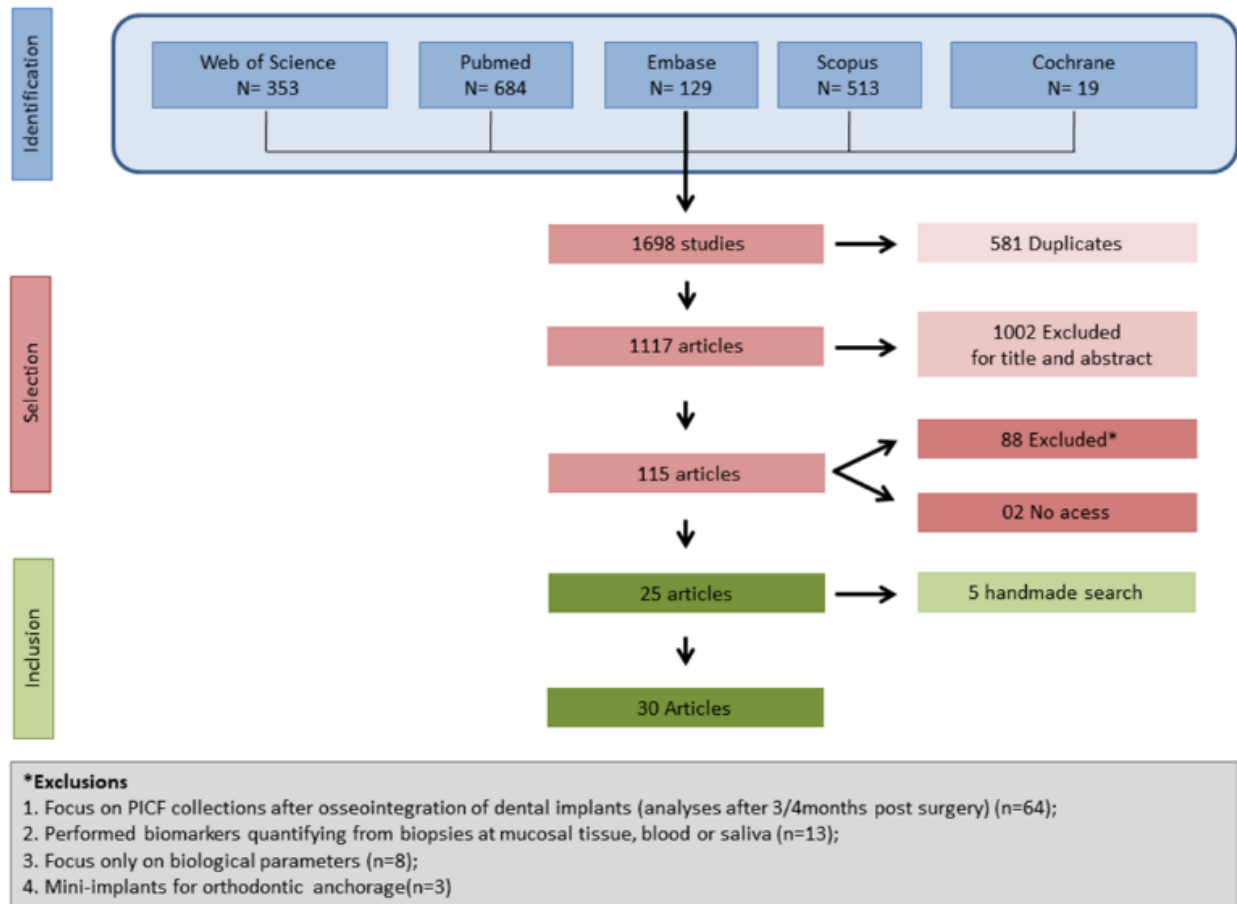 Identification
Web of Science
N= 353
Pubmed
N= 684
Embase
N= 129
Scopus
N= 513
Cochrane
N= 19
1698 studies
581 Duplicates
Selection
1117 articles
1002 Excluded
for title and abstract
115 articles
88 Excluded*
02 No acess
Inclusion
25 articles
5 handmade search
30 Articles
*Exclusions
1. Focus on PICF collections after osseointegration of dental implants (analyses after 3/4months post surgery) (n=64);
2. Performed biomarkers quantifying from biopsies at mucosal tissue, blood or saliva (n=13);
3. Focus only on biological parameters (n=8);
4. Mini-implants for orthodontic anchorage(n=3)